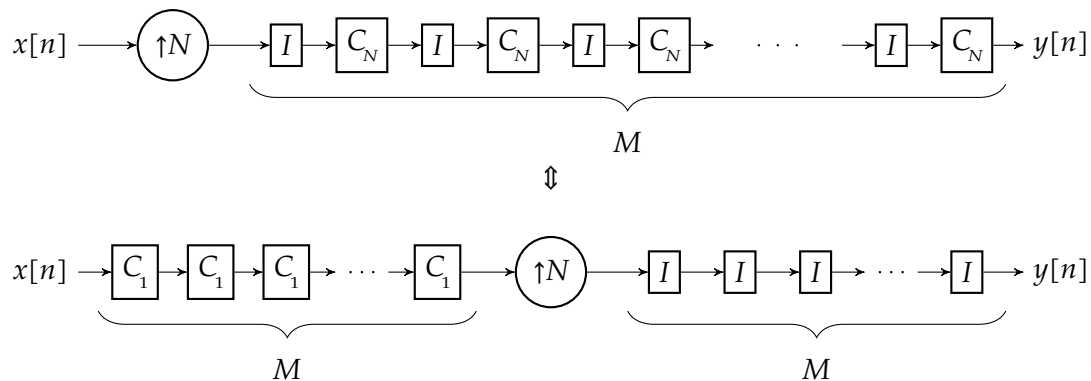 x[n] ↑N I C_N I C_N I C_N · · · I C_N y[n]
M
⇕
x[n] C_1 C_1 C_1 ··· C_1 ↑N I I I ··· I y[n]
M M